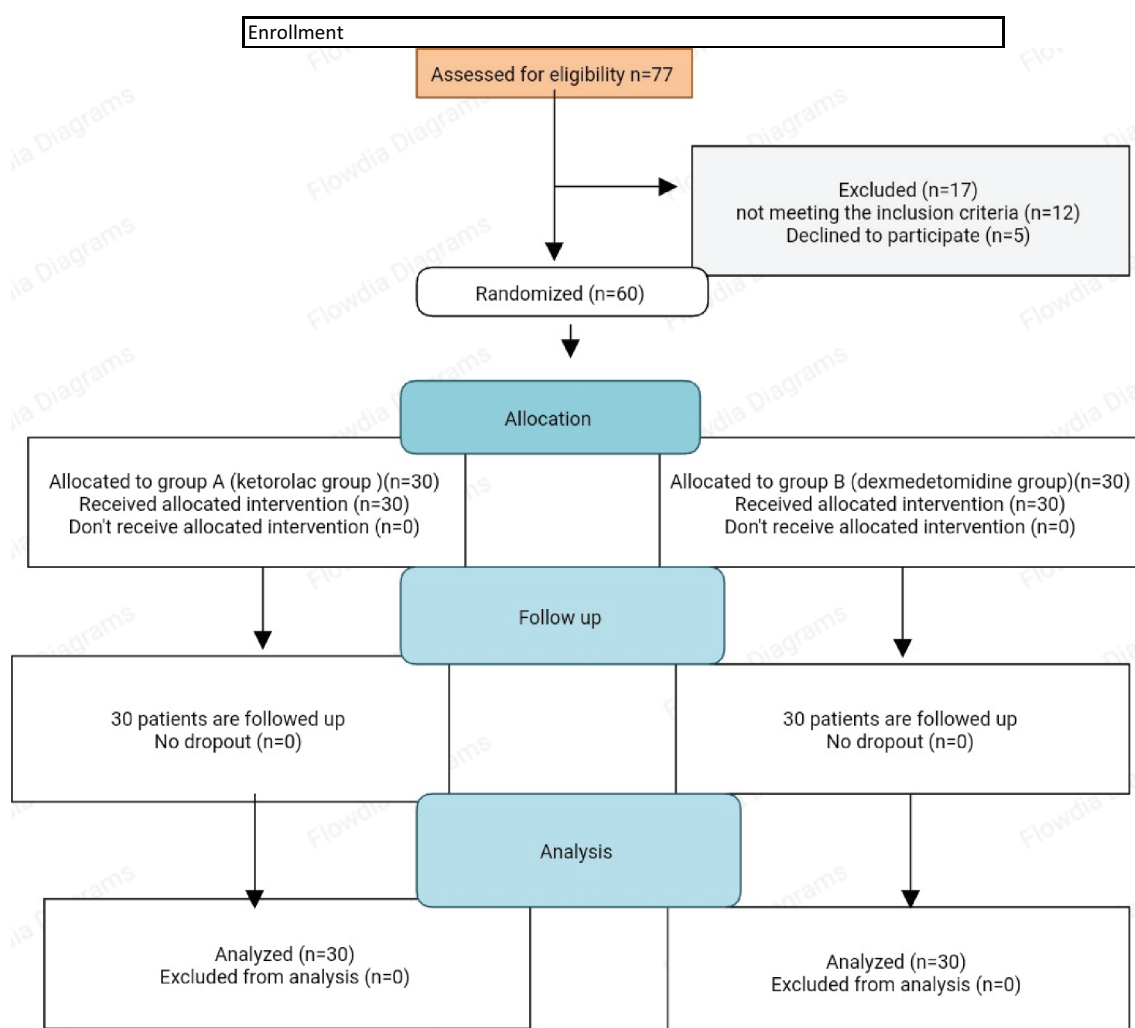 Enrollment
Assessed for eligibility n=77
Excluded (n=17)
not meeting the inclusion criteria (n=12)
Declined to participate (n=5)
Randomized (n=60)
Allocation
Allocated to group A (ketorolac group )(n=30)
Received allocated intervention (n=30)
Don't receive allocated intervention (n=0)
Allocated to group B (dexmedetomidine group)(n=30)
Received allocated intervention (n=30)
Don't receive allocated intervention (n=0)
Follow up
30 patients are followed up
No dropout (n=0)
30 patients are followed up
No dropout (n=0)
Analysis
Analyzed (n=30)
Excluded from analysis (n=0)
Analyzed (n=30)
Excluded from analysis (n=0)
Flowdia Diagrams